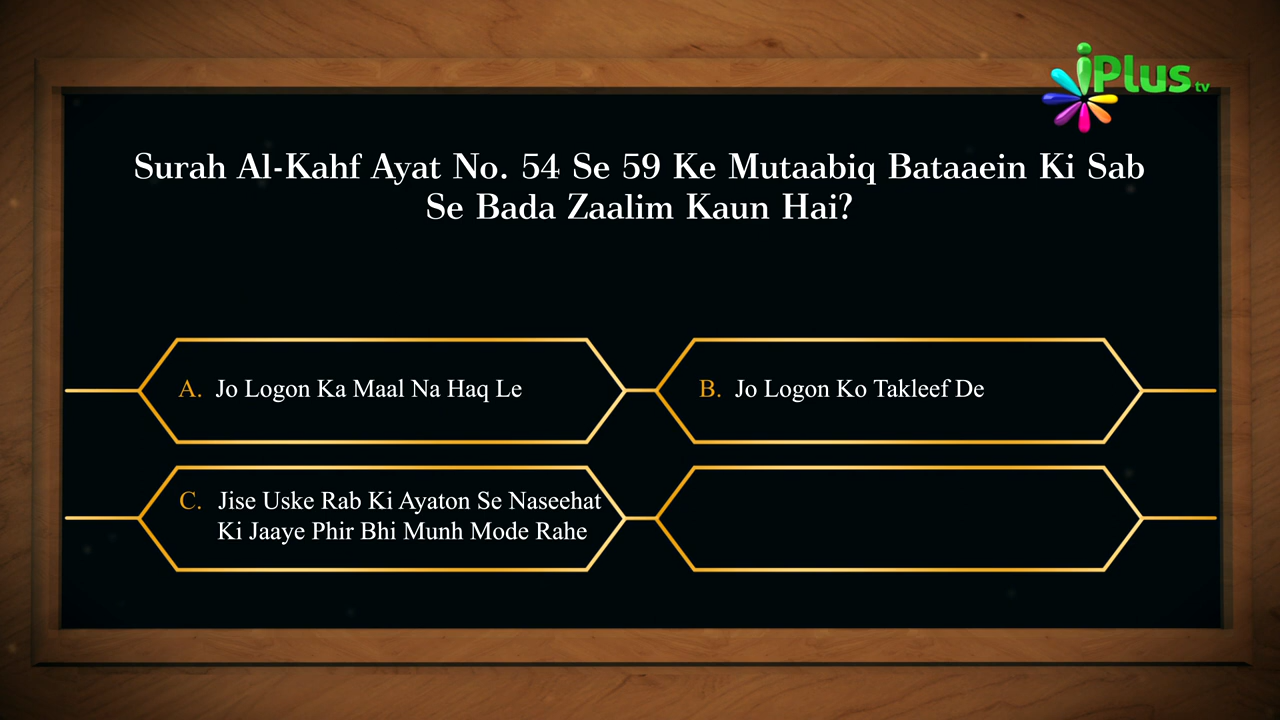 iPlus tv
Surah Al-Kahf Ayat No. 54 Se 59 Ke Mutaabiq Bataaein Ki Sab
Se Bada Zaalim Kaun Hai?
A. Jo Logon Ka Maal Na Haq Le
B. Jo Logon Ko Takleef De
C. Jise Uske Rab Ki Ayaton Se Naseehat
Ki Jaaye Phir Bhi Munh Mode Rahe